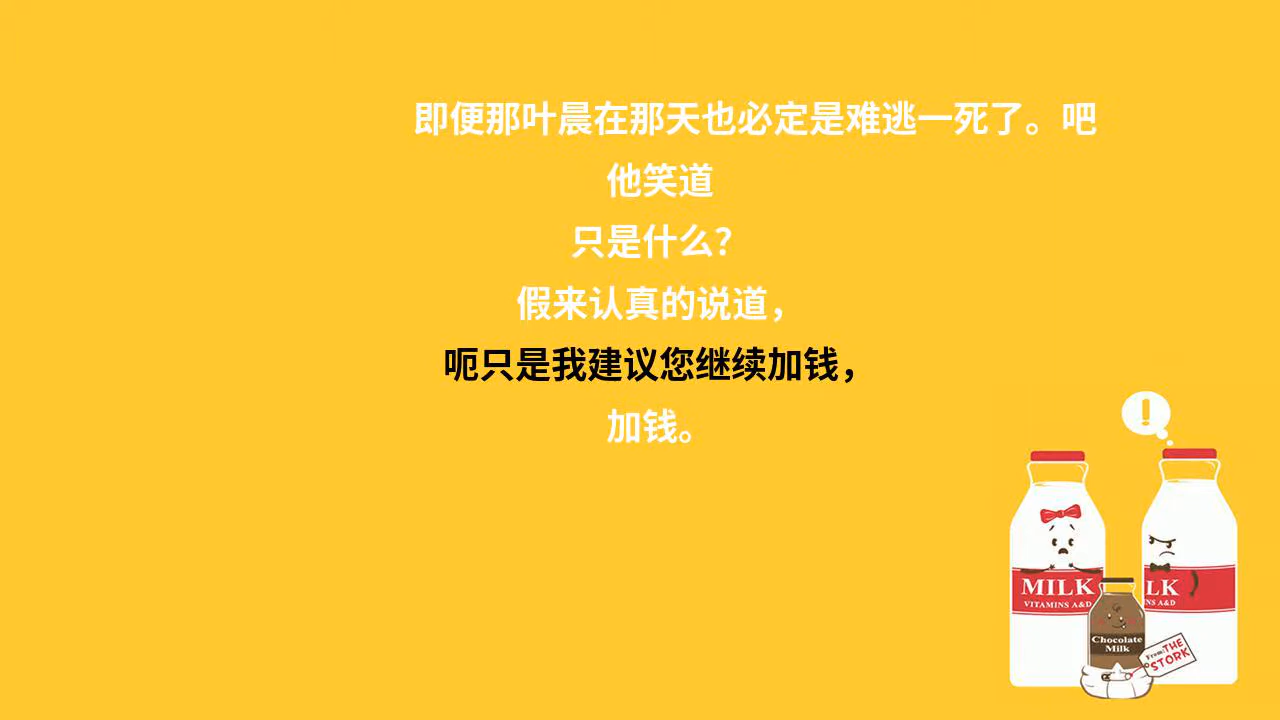 即便那叶晨在那天也必定是难逃一死了。吧
他笑道
只是什么？
假来认真的说道，
呃只是我建议您继续加钱，
加钱。
!
MILK
VITAMINS A&D
LK
NS A&D
Chocolate
Milk
From: THE
STORK